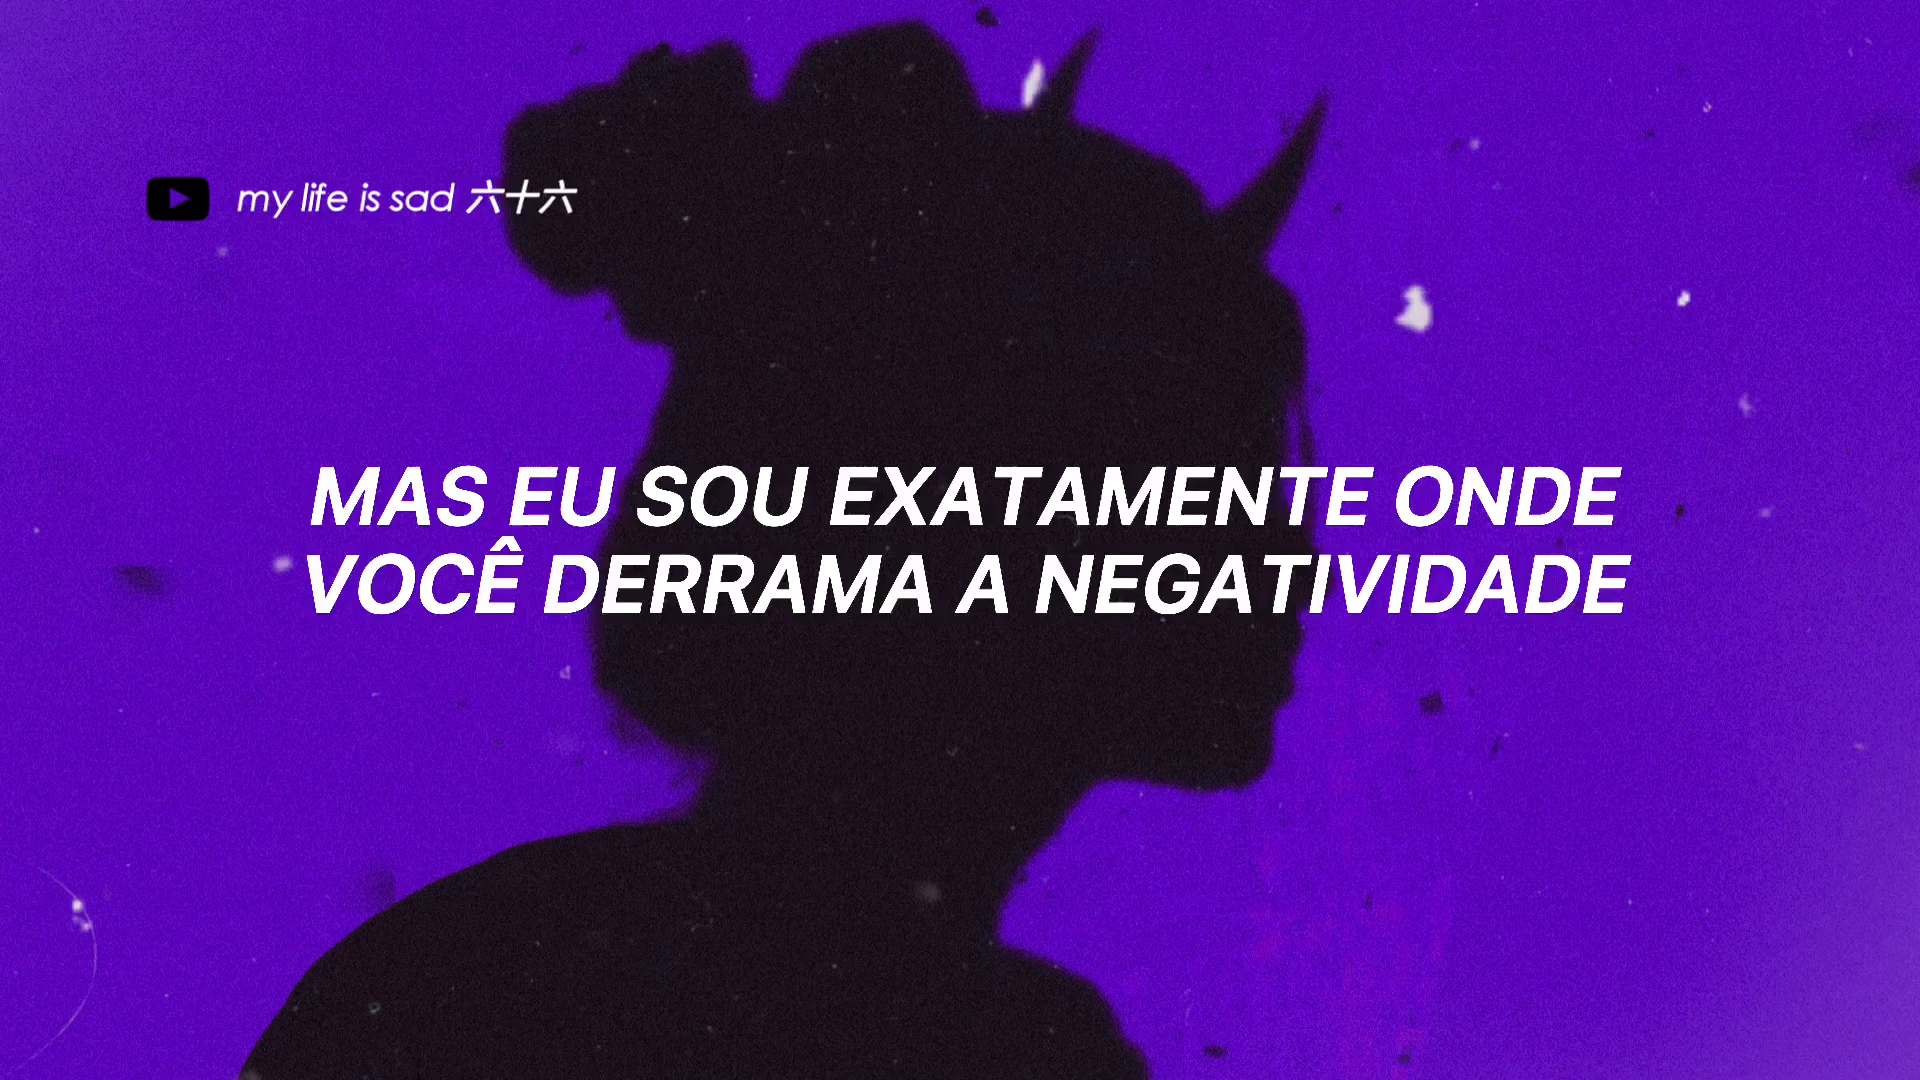 my life is sad 六十六
MAS EU SOU EXATAMENTE ONDE
VOCÊ DERRAMA A NEGATIVIDADE